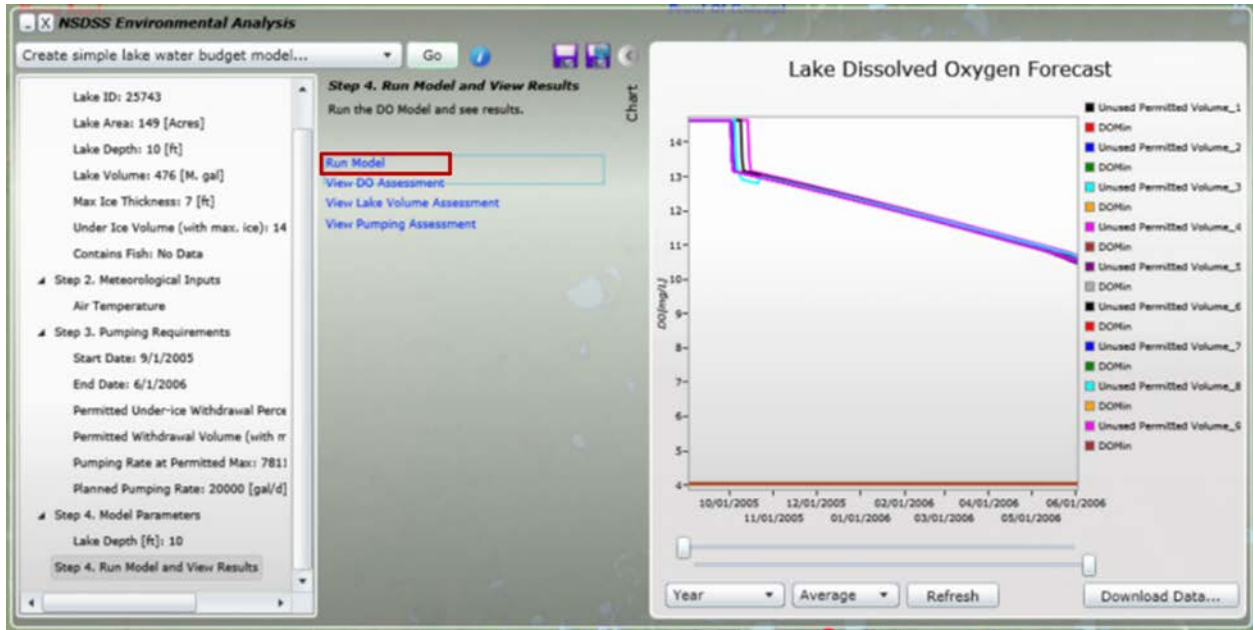 Proof Of Concept
NSDSS Environmental Analysis
Create simple lake water budget model...
Go
Lake ID: 25743
Lake Area: 149 [Acres]
Lake Depth: 10 [ft]
Lake Volume: 476 [M. gal]
Max Ice Thickness: 7 [ft]
Under Ice Volume (with max. ice): 14
Contains Fish: No Data
Step 2. Meteorological Inputs
Air Temperature
Step 3. Pumping Requirements
Start Date: 9/1/2005
End Date: 6/1/2006
Permitted Under-ice Withdrawal Perce
Permitted Withdrawal Volume (with m
Pumping Rate at Permitted Max: 7811
Planned Pumping Rate: 20000 [gal/d]
Step 4. Model Parameters
Lake Depth [ft]: 10
Step 4. Run Model and View Results
Step 4. Run Model and View Results
Run the DO Model and see results.
Run Model
View DO Assessment
View Lake Volume Assessment
View Pumping Assessment
Chart
Lake Dissolved Oxygen Forecast
DO[mg/L]
14
13
12
11
10
9
8
7
6
5
4
10/01/2005 12/01/2005 02/01/2006 04/01/2006 06/01/2006
11/01/2005 01/01/2006 03/01/2006 05/01/2006
Unused Permitted Volume_1
DOMin
Unused Permitted Volume_2
DOMin
Unused Permitted Volume_3
DOMin
Unused Permitted Volume_4
DOMin
Unused Permitted Volume_5
DOMin
Unused Permitted Volume_6
DOMin
Unused Permitted Volume_7
DOMin
Unused Permitted Volume_8
DOMin
Unused Permitted Volume_9
DOMin
Year
Average
Refresh
Download Data...